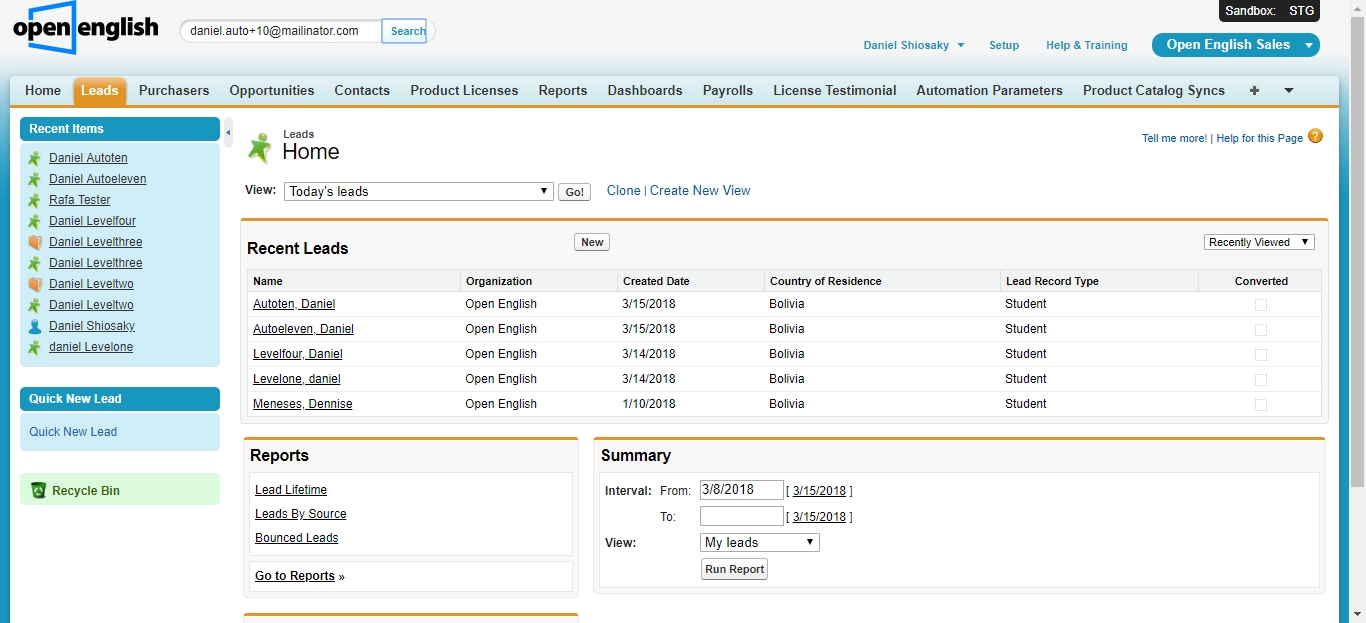 Sandbox: STG
open english
daniel.auto+10@mailinator.com Search
Daniel Shiosaky Setup Help & Training Open English Sales
Home Leads Purchasers Opportunities Contacts Product Licenses Reports Dashboards Payrolls License Testimonial Automation Parameters Product Catalog Syncs +
Recent Items
Daniel Autoten
Daniel Autoeleven
Rafa Tester
Daniel Levelfour
Daniel Levelthree
Daniel Levelthree
Daniel Leveltwo
Daniel Leveltwo
Daniel Shiosaky
daniel Levelone
Quick New Lead
Quick New Lead
Recycle Bin
Leads
Home
Tell me more! | Help for this Page ?
View: Today's leads Go! Clone | Create New View
Recent Leads New Recently Viewed
Name Organization Created Date Country of Residence Lead Record Type Converted
Autoten, Daniel Open English 3/15/2018 Bolivia Student
Autoeleven, Daniel Open English 3/15/2018 Bolivia Student
Levelfour, Daniel Open English 3/14/2018 Bolivia Student
Levelone, daniel Open English 3/14/2018 Bolivia Student
Meneses, Dennise Open English 1/10/2018 Bolivia Student
Reports
Lead Lifetime
Leads By Source
Bounced Leads
Go to Reports »
Summary
Interval: From: 3/8/2018 [ 3/15/2018 ]
To: [ 3/15/2018 ]
View: My leads
Run Report